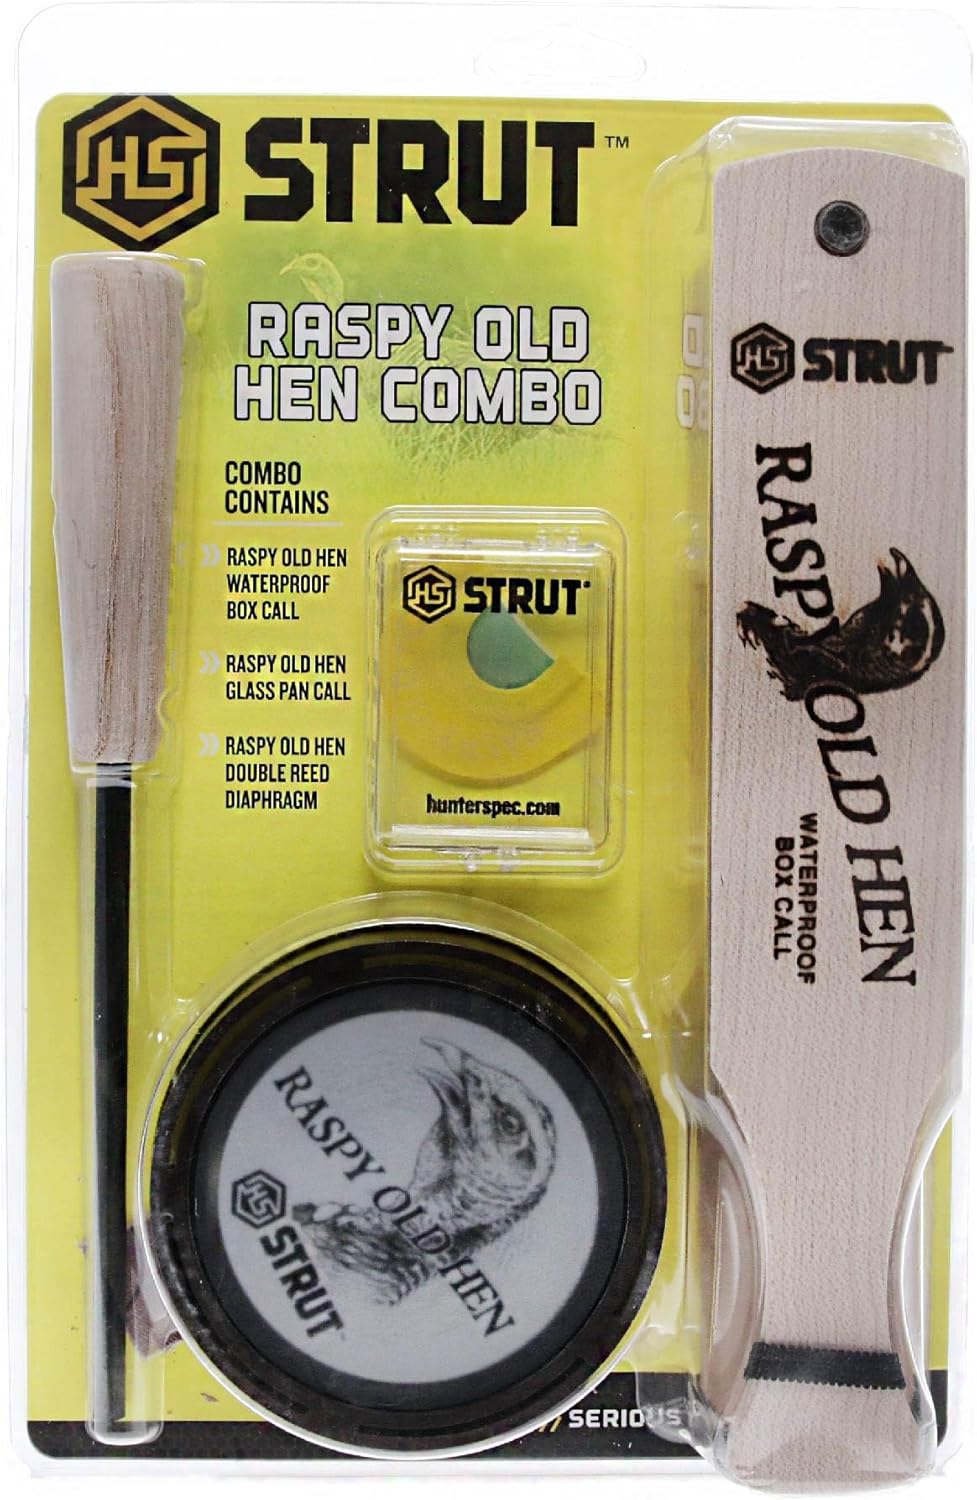 HS STRUT™
RASPY OLD
HEN COMBO
COMBO
CONTAINS
RASPY OLD HEN
WATERPROOF
BOX CALL
RASPY OLD HEN
GLASS PAN CALL
RASPY OLD HEN
DOUBLE REED
DIAPHRAGM
HS STRUT
hunterspec.com
RASPY OLD HEN
HS STRUT
HS STRUT
RASPY OLD HEN
WATERPROOF
BOX CALL
// SERIOUS